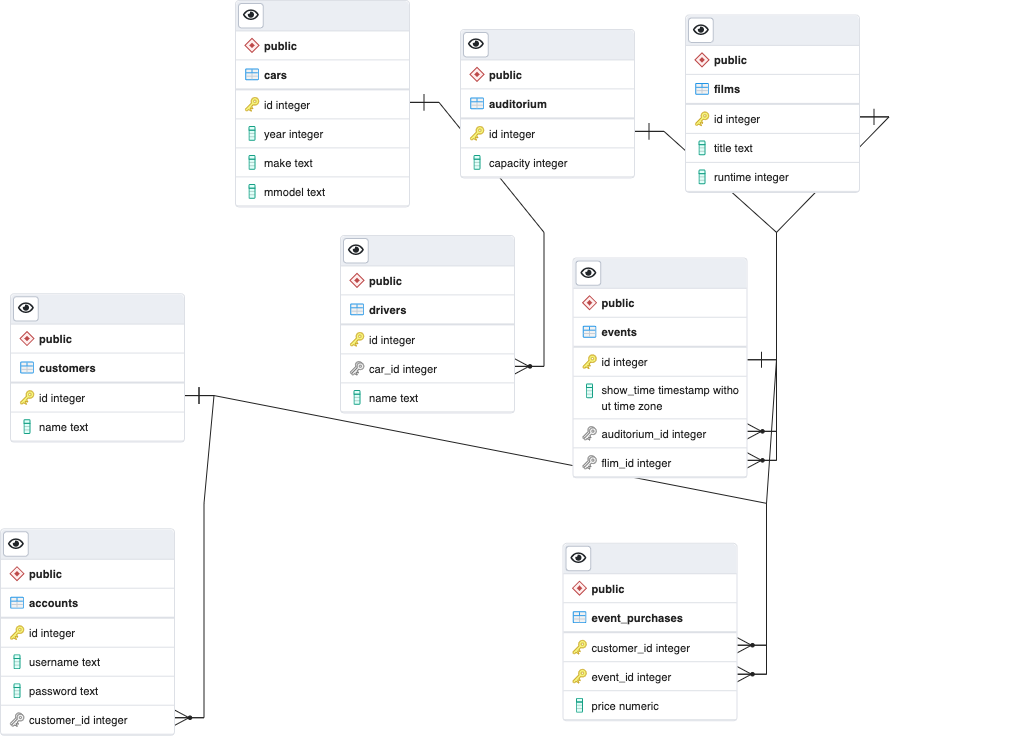 public
cars
id integer
year integer
make text
mmodel text
public
auditorium
id integer
capacity integer
public
films
id integer
title text
runtime integer
public
drivers
id integer
car_id integer
name text
public
events
id integer
show_time timestamp witho
ut time zone
auditorium_id integer
flim_id integer
public
customers
id integer
name text
public
accounts
id integer
username text
password text
customer_id integer
public
event_purchases
customer_id integer
event_id integer
price numeric